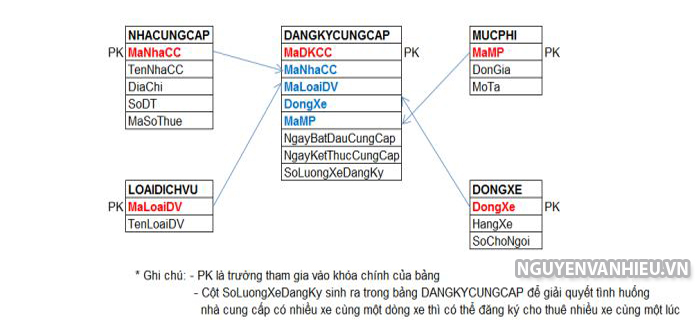 NHACUNGCAP
PK MaNhaCC
TenNhaCC
DiaChi
SoDT
MaSoThue
DANGKYCUNGCAP
MaDKCC PK
MaNhaCC
MaLoaiDV
DongXe
MaMP
NgayBatDauCungCap
NgayKetThucCungCap
SoLuongXeDangKy
MUCPHI
MaMP PK
DonGia
MoTa
LOAIDICHVU
PK MaLoaiDV
TenLoaiDV
DONGXE
DongXe PK
HangXe
SoChoNgoi
NGUYENVANHIEU.VN
* Ghi chú: - PK là trường tham gia vào khóa chính của bảng
- Cột SoLuongXeDangKy sinh ra trong bảng DANGKYCUNGCAP để giải quyết tình huống
nhà cung cấp có nhiều xe cùng một dòng xe thì có thể đăng ký cho thuê nhiều xe cùng một lúc